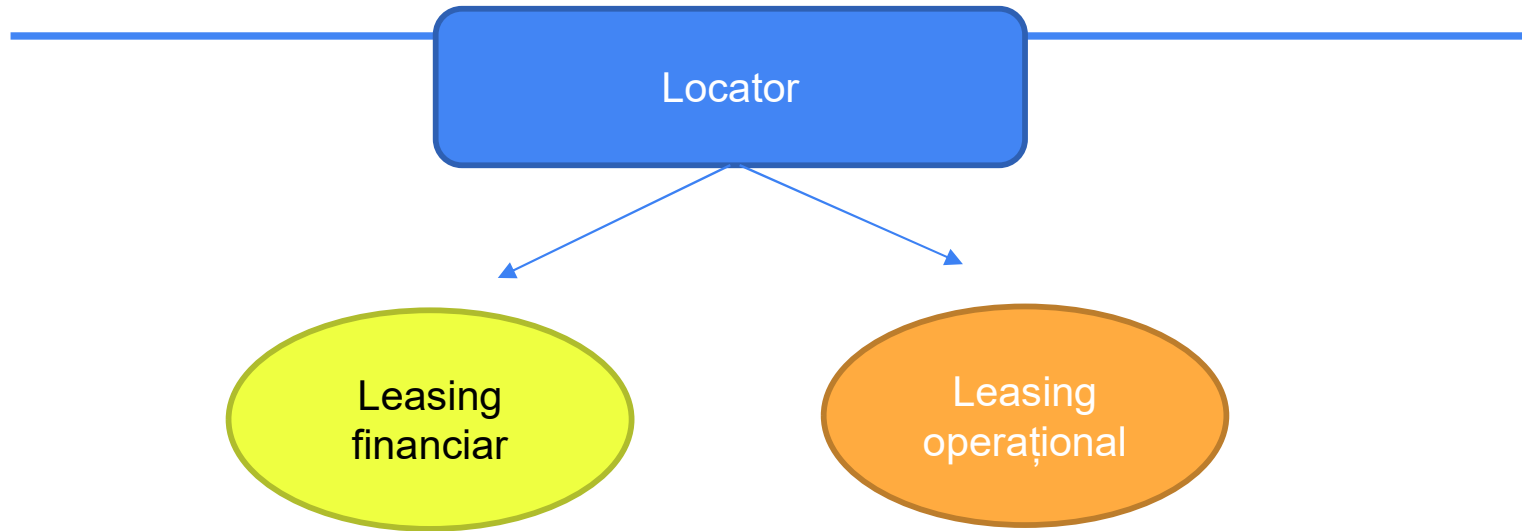 Locator
Leasing
financiar
Leasing
operațional